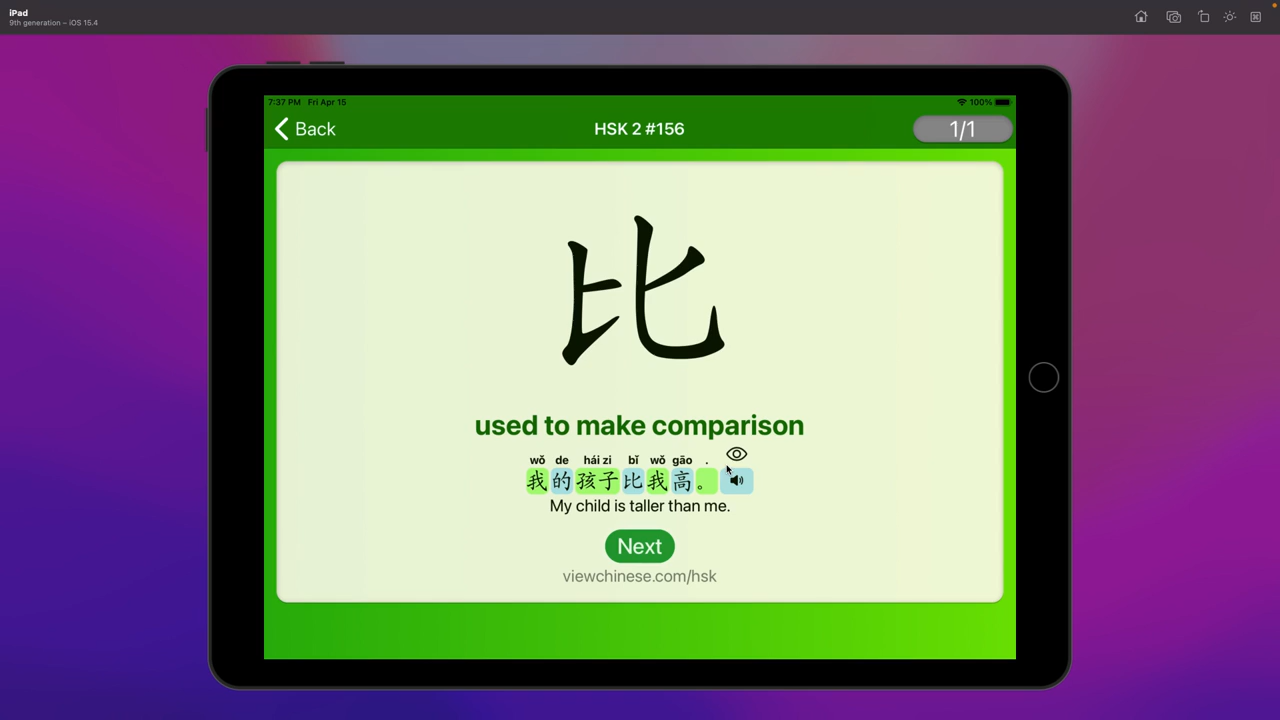 iPad
9th generation – iOS 15.4
7:37 PM Fri Apr 15
100%
Back
HSK 2 #156
1/1
比
used to make comparison
wǒ de hái zi bǐ wǒ gāo .
我的孩子比我高。
My child is taller than me.
Next
viewchinese.com/hsk